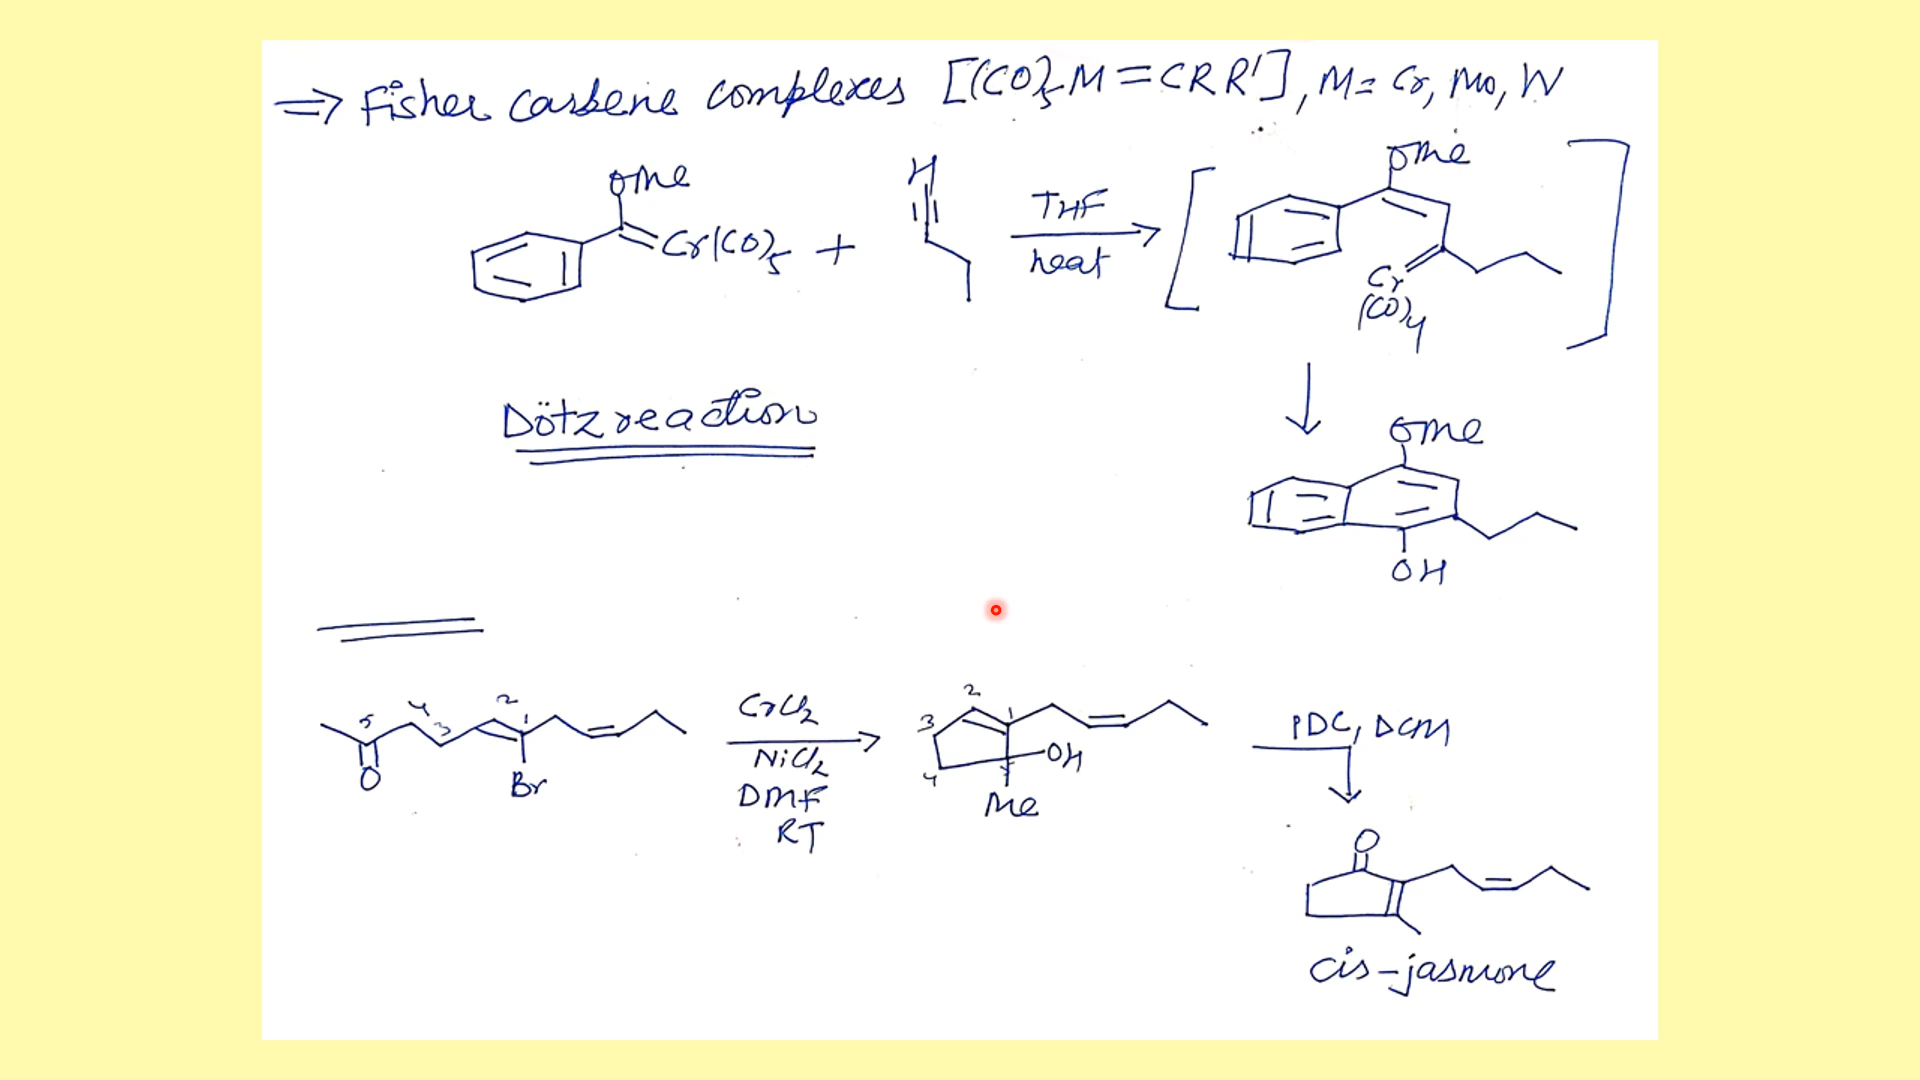 ⇒ Fisher carbene complexes [(CO)5M=CRR'], M= Cr, Mo, W
OMe
Cr(CO)5 +
H
THF
heat
OMe
Cr
(CO)4
Dötz reaction
OMe
OH
5 4 3 2 1
O
Br
CrCl2
NiCl2
DMF
RT
2
3 1
4
OH
Me
PDC, DCM
O
cis-jasmone